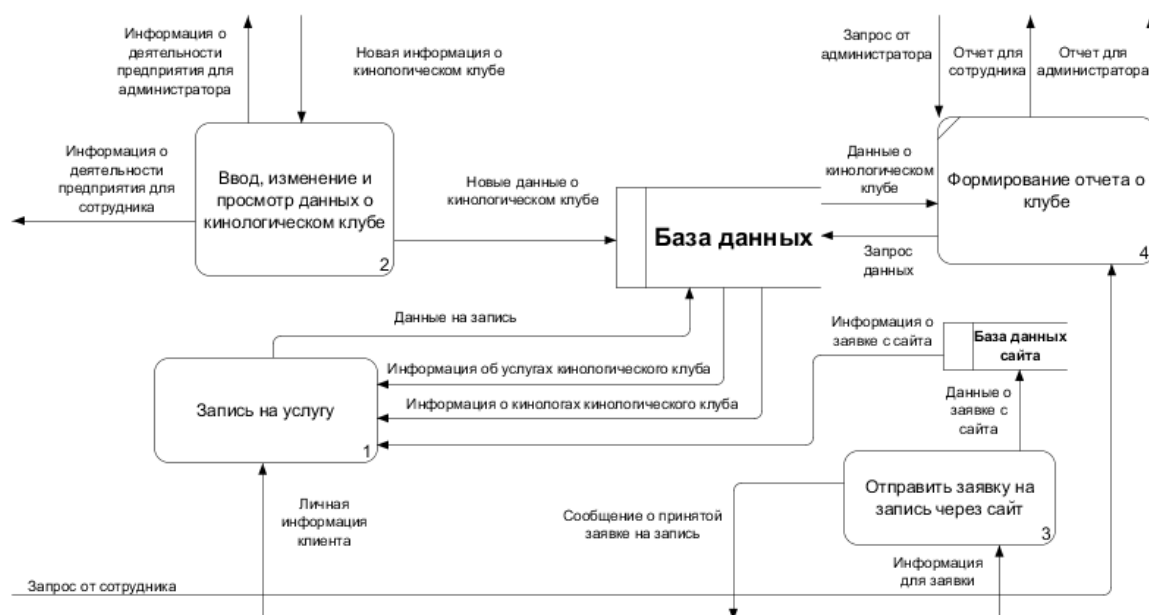 Информация о
деятельности
предприятия для
администратора
Новая информация о
кинологическом клубе
Запрос от
администратора
Отчет для
сотрудника
Отчет для
администратора
Информация о
деятельности
предприятия для
сотрудника
Ввод, изменение и
просмотр данных о
кинологическом клубе
2
Новые данные о
кинологическом клубе
База данных
Данные о
кинологическом
клубе
Формирование отчета о
клубе
4
Запрос
данных
Данные на запись
Информация о
заявке с сайта
База данных
сайта
Запись на услугу
1
Информация об услугах кинологического клуба
Информация о кинологах кинологического клуба
Данные о
заявке с
сайта
Отправить заявку на
запись через сайт
3
Личная
информация
клиента
Сообщение о принятой
заявке на запись
Информация
для заявки
Запрос от сотрудника